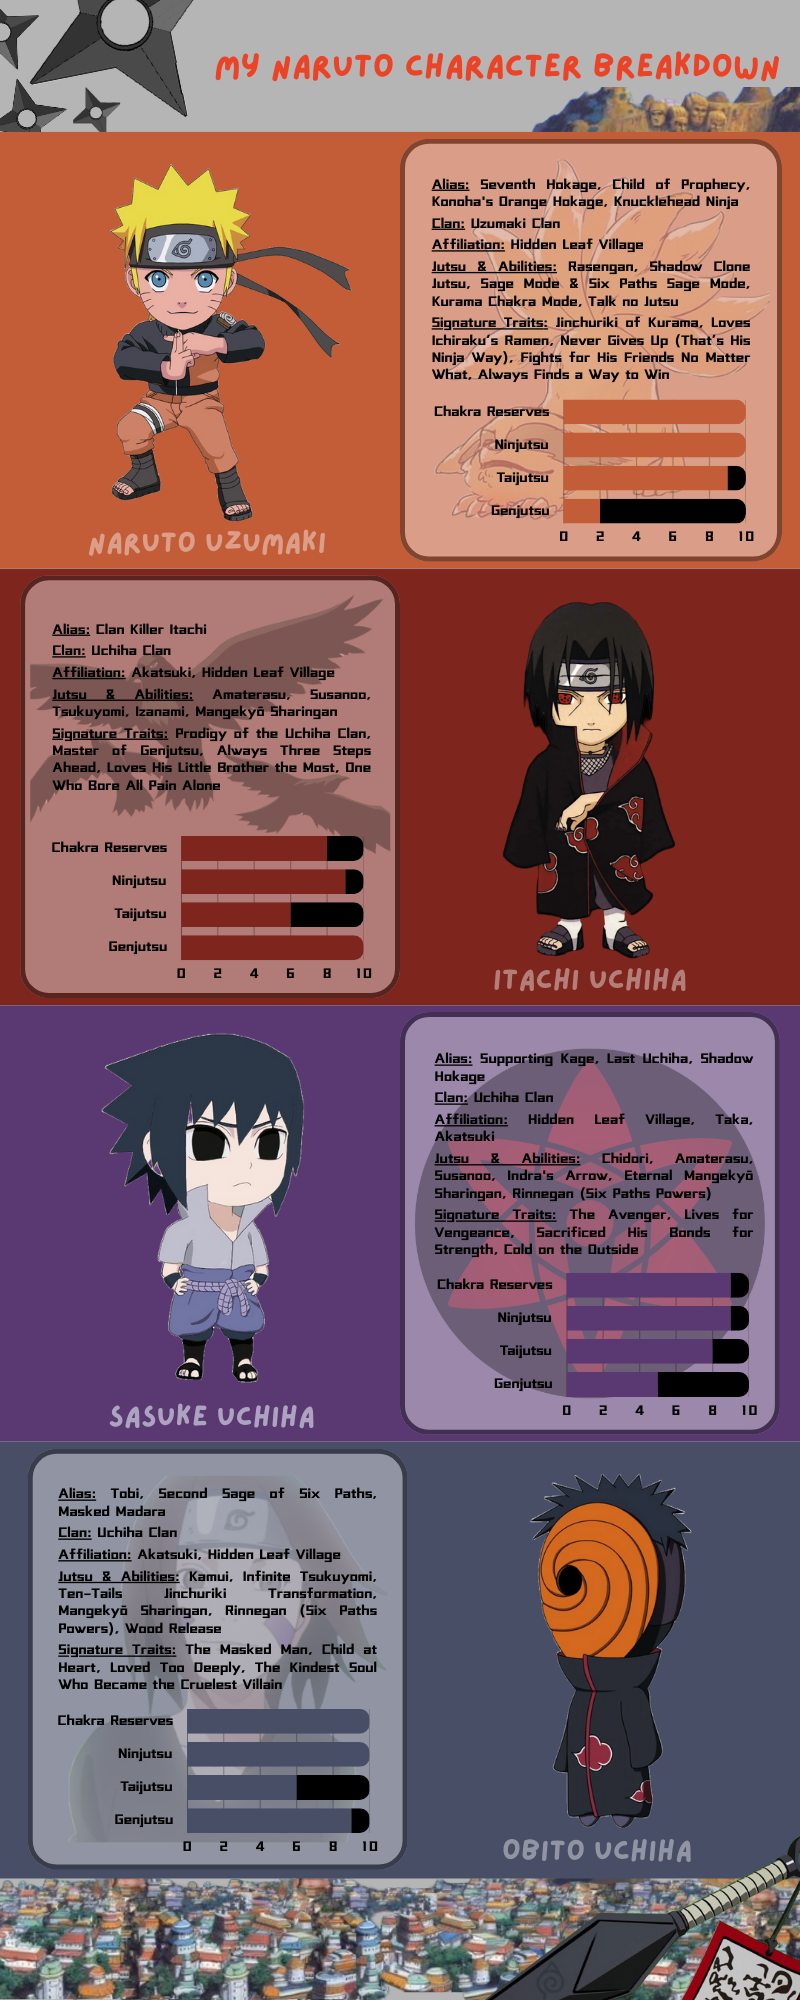 MY NARUTO CHARACTER BREAKDOWN
Alias: Seventh Hokage, Child of Prophecy,
Konoha's Orange Hokage, Knucklehead Ninja
Clan: Uzumaki Clan
Affiliation: Hidden Leaf Village
Jutsu & Abilities: Rasengan, Shadow Clone
Jutsu, Sage Mode & Six Paths Sage Mode,
Kurama Chakra Mode, Talk no Jutsu
Signature Traits: Jinchuriki of Kurama, Loves
Ichiraku's Ramen, Never Gives Up (That's His
Ninja Way), Fights for His Friends No Matter
What, Always Finds a Way to Win
Chakra Reserves
Ninjutsu
Taijutsu
Genjutsu
0 2 4 6 8 10
NARUTO UZUMAKI
Alias: Clan Killer Itachi
Clan: Uchiha Clan
Affiliation: Akatsuki, Hidden Leaf Village
Jutsu & Abilities: Amaterasu, Susanoo,
Tsukuyomi, Izanami, Mangekyō Sharingan
Signature Traits: Prodigy of the Uchiha Clan,
Master of Genjutsu, Always Three Steps
Ahead, Loves His Little Brother the Most, One
Who Bore All Pain Alone
Chakra Reserves
Ninjutsu
Taijutsu
Genjutsu
0 2 4 6 8 10
ITACHI UCHIHA
Alias: Supporting Kage, Last Uchiha, Shadow
Hokage
Clan: Uchiha Clan
Affiliation: Hidden Leaf Village, Taka,
Akatsuki
Jutsu & Abilities: Chidori, Amaterasu,
Susanoo, Indra's Arrow, Eternal Mangekyō
Sharingan, Rinnegan (Six Paths Powers)
Signature Traits: The Avenger, Lives for
Vengeance, Sacrificed His Bonds for
Strength, Cold on the Outside
Chakra Reserves
Ninjutsu
Taijutsu
Genjutsu
0 2 4 6 8 10
SASUKE UCHIHA
Alias: Tobi, Second Sage of Six Paths,
Masked Madara
Clan: Uchiha Clan
Affiliation: Akatsuki, Hidden Leaf Village
Jutsu & Abilities: Kamui, Infinite Tsukuyomi,
Ten-Tails Jinchuriki Transformation,
Mangekyō Sharingan, Rinnegan (Six Paths
Powers), Wood Release
Signature Traits: The Masked Man, Child at
Heart, Loved Too Deeply, The Kindest Soul
Who Became the Cruelest Villain
Chakra Reserves
Ninjutsu
Taijutsu
Genjutsu
0 2 4 6 8 10
OBITO UCHIHA